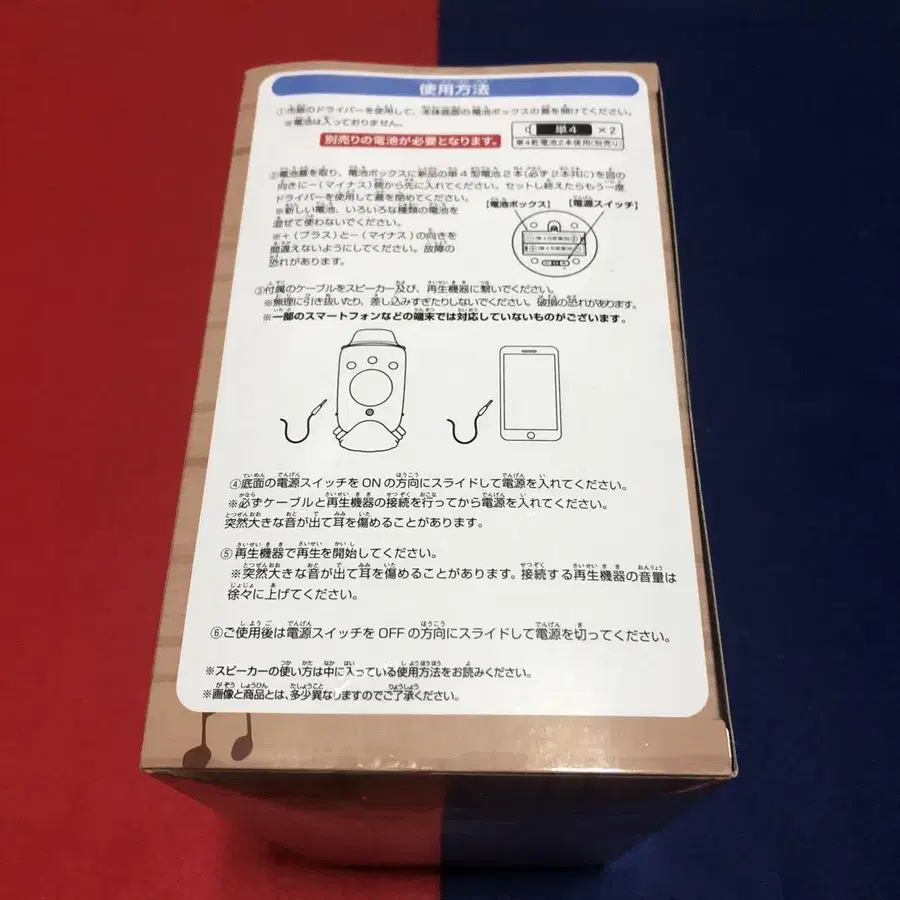 使用方法
①市販のドライバーを使用して、本体底面の電池ボックスの蓋を開けてください。
※電池は入っておりません。
別売りの電池が必要となります。
単4 ×2
単4乾電池2本使用(別売り)
②電池蓋を取り、電池ボックスに新品の単4型電池2本(必ず2本共に)を図の
向きに－(マイナス)側から先に入れてください。セットし終えたらもう一度
ドライバーを使用して蓋を閉めてください。
※新しい電池、いろいろな種類の電池を
混ぜて使わないでください。
※＋(プラス)と－(マイナス)の向きを
間違えないようにしてください。故障の
恐れがあります。
【電池ボックス】 【電源スイッチ】
③付属のケーブルをスピーカー及び、再生機器に繋いでください。
※無理に引き抜いたり、差し込みすぎたりしないでください。破損の恐れがあります。
※一部のスマートフォンなどの端末では対応していないものがございます。
④底面の電源スイッチをONの方向にスライドして電源を入れてください。
※必ずケーブルと再生機器の接続を行ってから電源を入れてください。
突然大きな音が出て耳を傷めることがあります。
⑤再生機器で再生を開始してください。
※突然大きな音が出て耳を傷めることがあります。接続する再生機器の音量は
徐々に上げてください。
⑥ご使用後は電源スイッチをOFFの方向にスライドして電源を切ってください。
※スピーカーの使い方は中に入っている使用方法をお読みください。
※画像と商品とは、多少異なりますのでご了承ください。